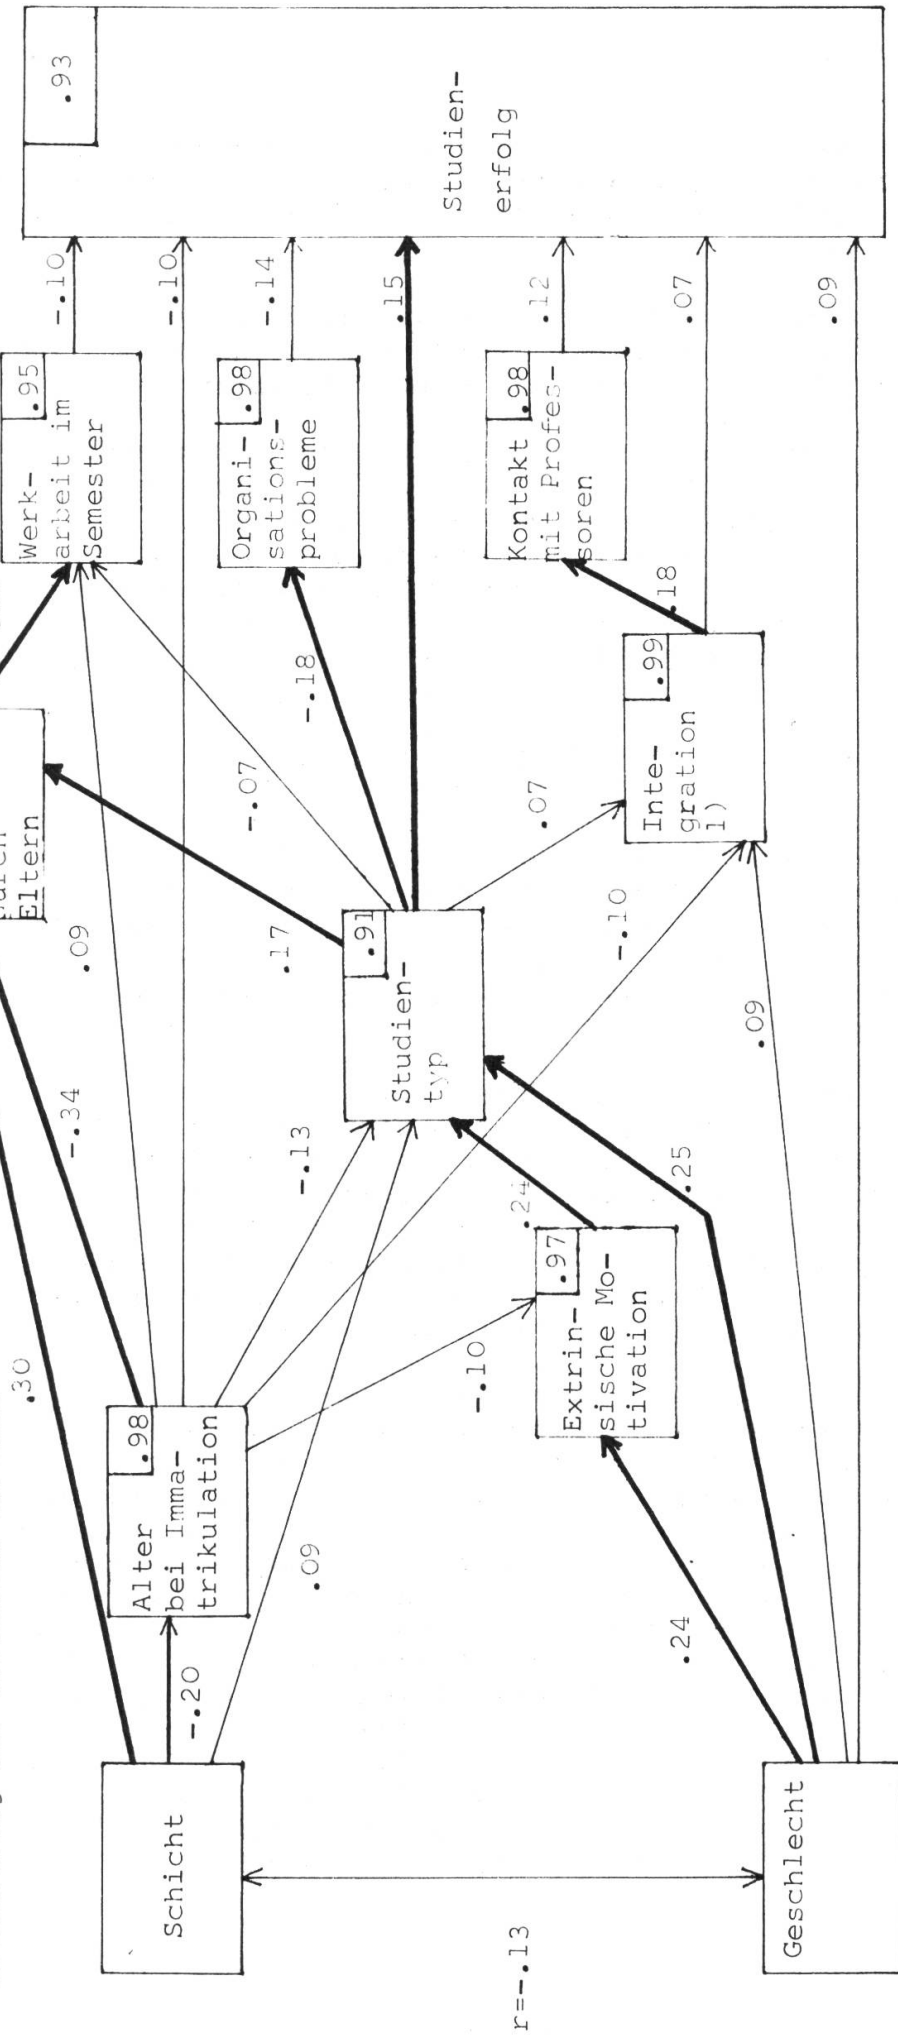 .93
Studien-
erfolg
-.10
-.10
-.14
.15
.12
.07
.09
.95
Werk-
arbeit im
Semester
.98
Organi-
sations-
probleme
.98
Kontakt
mit Profes-
soren
.18
-.18
-.07
.07
.99
Inte-
gration
1)
Eltern
.09
.17
-.10
.09
.91
Studien-
typ
-.34
-.13
.24
.25
.30
.98
Alter
bei Imma-
trikulation
-.10
.97
Extrin-
sische Mo-
tivation
.09
.24
-.20
Schicht
Geschlecht
r=-.13